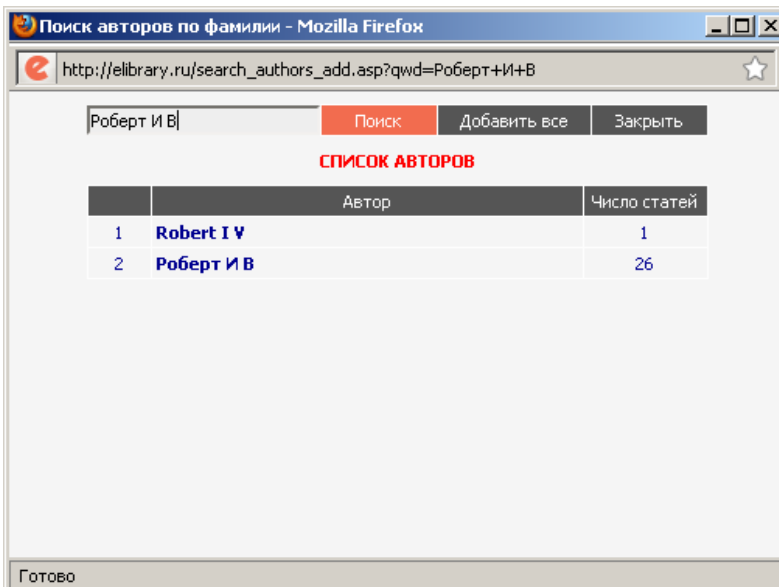 Поиск авторов по фамилии - Mozilla Firefox
http://elibrary.ru/search_authors_add.asp?qwd=Роберт+И+В
Роберт И В Поиск Добавить все Закрыть
СПИСОК АВТОРОВ
Автор Число статей
1 Robert I V 1
2 Роберт И В 26
Готово